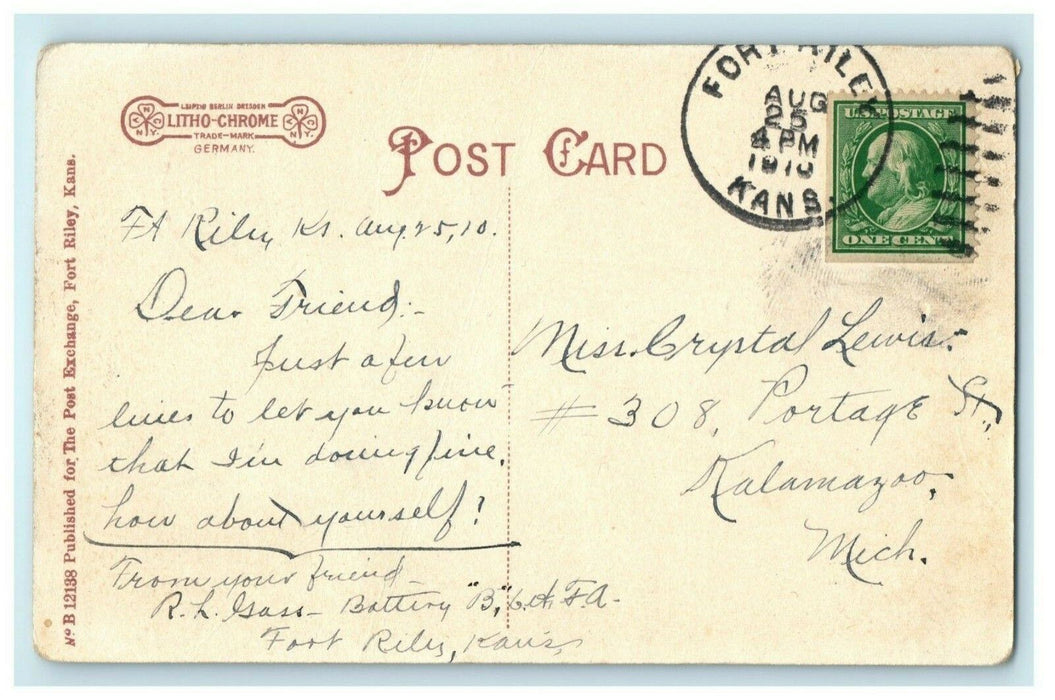 LEIPZIG BERLIN DRESDEN
LITHO-CHROME
TRADE-MARK
GERMANY.
POST CARD
FORT RILEY
AUG
25
4 PM
1910
KANS.
U.S. POSTAGE
ONE CENT
No B 12138 Published for The Post Exchange, Fort Riley, Kans.
Ft Riley Ks. Aug. 25, 10.
Dear Friend:-
Just a few
lines to let you know
that I'm doing fine,
how about yourself?
From your friend-
R. L. Gass- Battery "B", 6th F.A.-
Fort Riley, Kans,
Miss. Crystal Lewis.
# 308, Portage St,
Kalamazoo,
Mich.